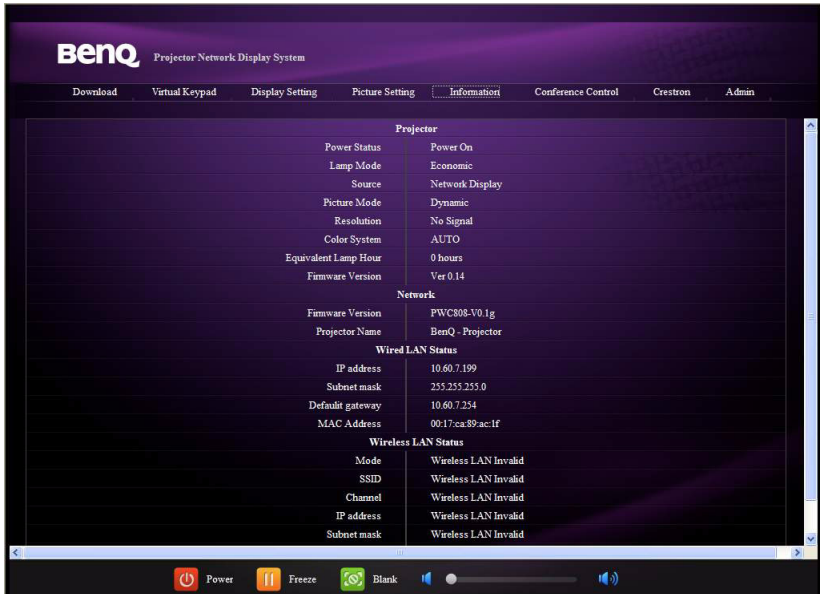 BenQ Projector Network Display System
Download Virtual Keypad Display Setting Picture Setting Information Conference Control Crestron Admin
Projector
Power Status Power On
Lamp Mode Economic
Source Network Display
Picture Mode Dynamic
Resolution No Signal
Color System AUTO
Equivalent Lamp Hour 0 hours
Firmware Version Ver 0.14
Network
Firmware Version PWC808-V0.1g
Projector Name BenQ - Projector
Wired LAN Status
IP address 10.60.7.199
Subnet mask 255.255.255.0
Defaulit gateway 10.60.7.254
MAC Address 00:17:ca:89:ac:1f
Wireless LAN Status
Mode Wireless LAN Invalid
SSID Wireless LAN Invalid
Channel Wireless LAN Invalid
IP address Wireless LAN Invalid
Subnet mask Wireless LAN Invalid
Power Freeze Blank